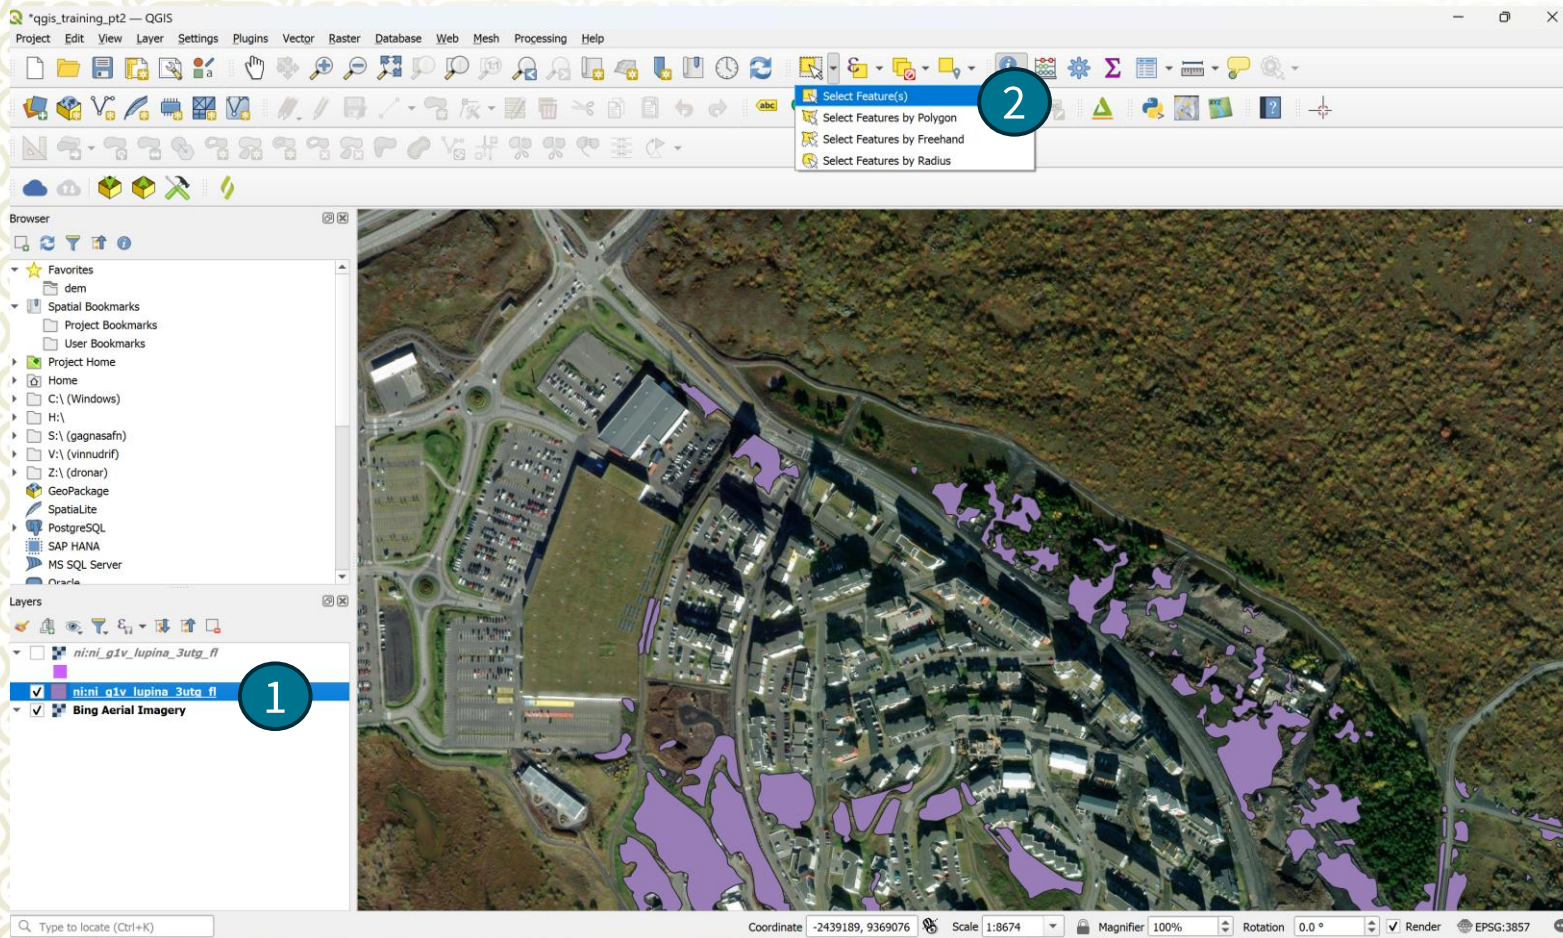 *qgis_training_pt2 — QGIS
Project Edit View Layer Settings Plugins Vector Raster Database Web Mesh Processing Help
abc
Select Feature(s)
Select Features by Polygon
Select Features by Freehand
Select Features by Radius
2
Browser
Favorites
dem
Spatial Bookmarks
Project Bookmarks
User Bookmarks
Project Home
Home
C:\ (Windows)
H:\
S:\ (gagnasafn)
V:\ (vinnudrif)
Z:\ (dronar)
GeoPackage
SpatiaLite
PostgreSQL
SAP HANA
MS SQL Server
Oracle
Layers
ni:ni_g1v_lupina_3utg_fl
ni:ni_g1v_lupina_3utg_fl
1
Bing Aerial Imagery
Type to locate (Ctrl+K)
Coordinate -2439189, 9369076 Scale 1:8674 Magnifier 100% Rotation 0.0 ° Render EPSG:3857